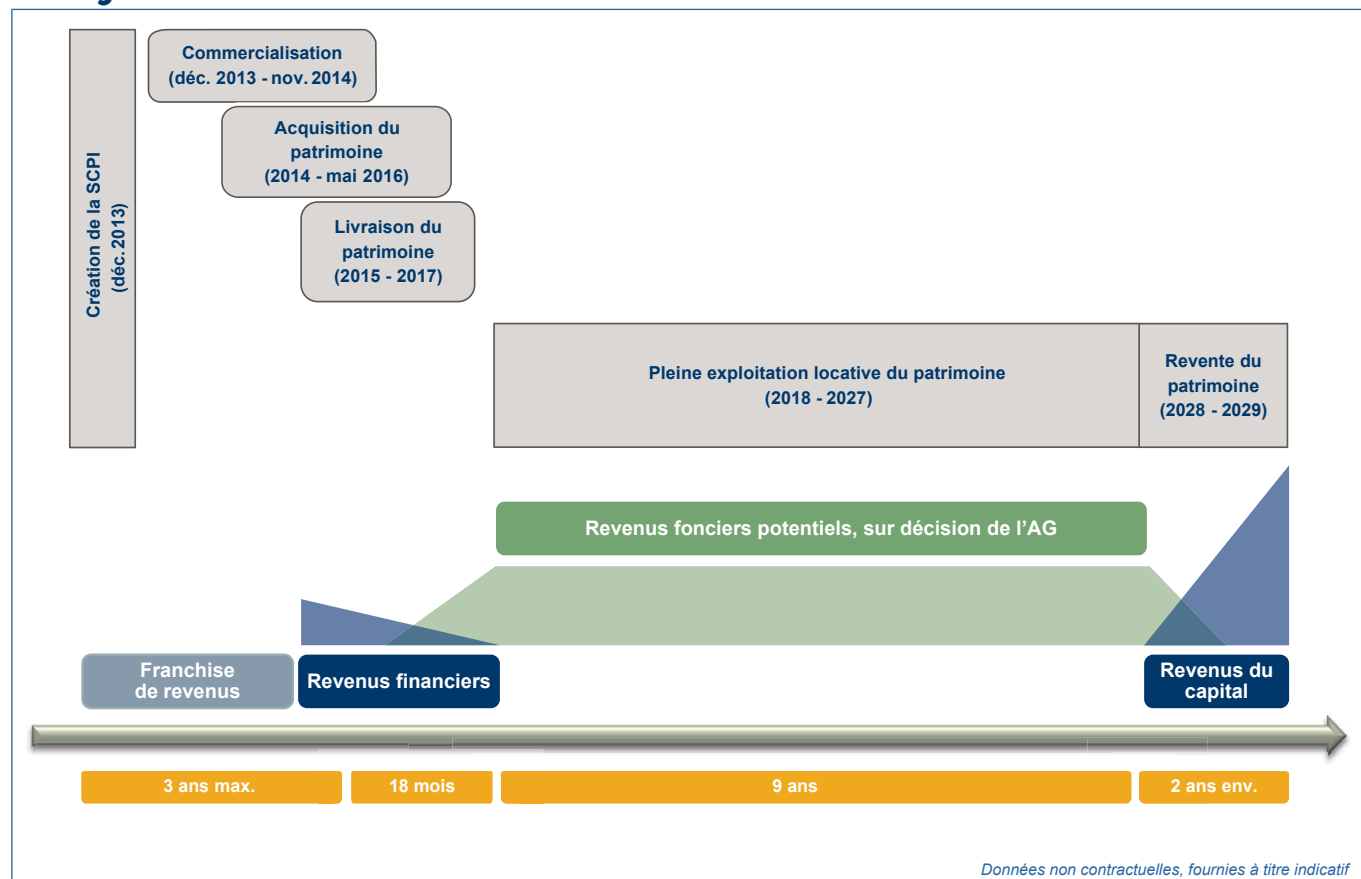 Création de la SCPI
(déc. 2013)
Commercialisation
(déc. 2013 - nov. 2014)
Acquisition du
patrimoine
(2014 - mai 2016)
Livraison du
patrimoine
(2015 - 2017)
Pleine exploitation locative du patrimoine
(2018 - 2027)
Revente du
patrimoine
(2028 - 2029)
Revenus fonciers potentiels, sur décision de l'AG
Franchise
de revenus
Revenus financiers
Revenus du
capital
3 ans max.
18 mois
9 ans
2 ans env.
Données non contractuelles, fournies à titre indicatif